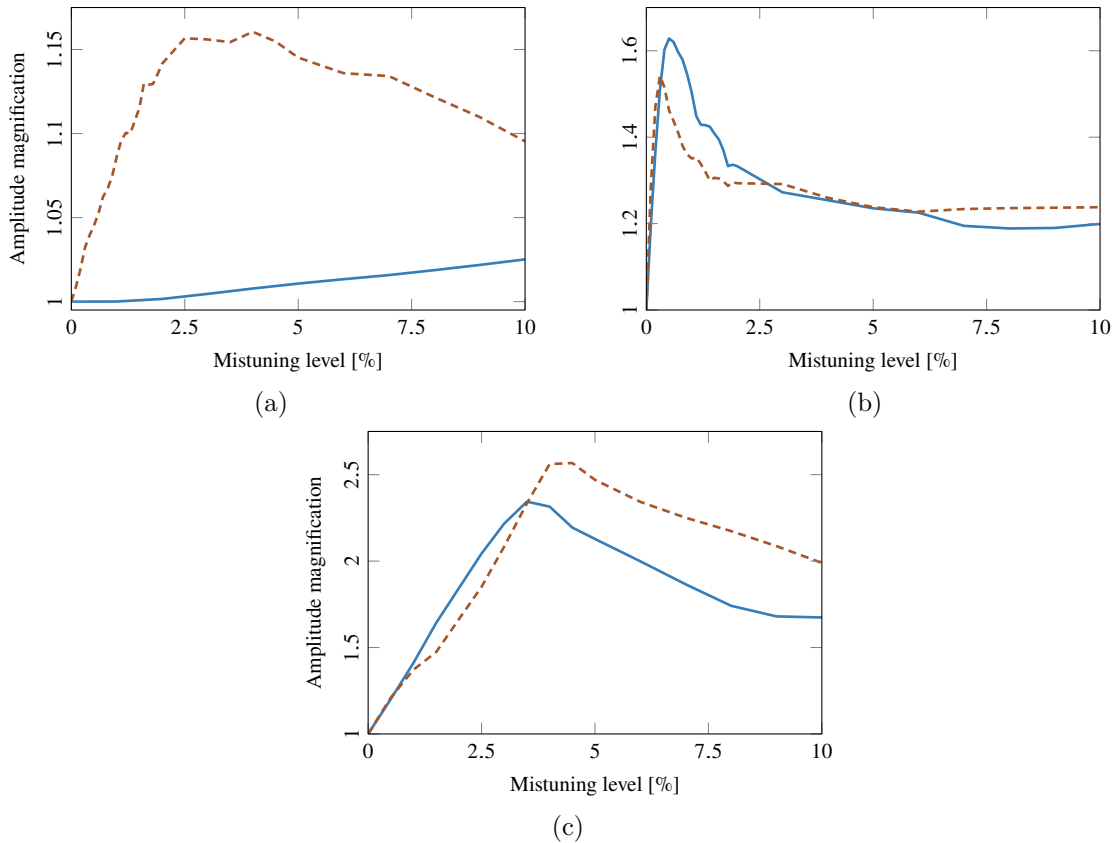 Amplitude magnification
1.15
1.1
1.05
1
0 2.5 5 7.5 10
Mistuning level [%]
(a)
1.6
1.4
1.2
1
0 2.5 5 7.5 10
Mistuning level [%]
(b)
Amplitude magnification
2.5
2
1.5
1
0 2.5 5 7.5 10
Mistuning level [%]
(c)